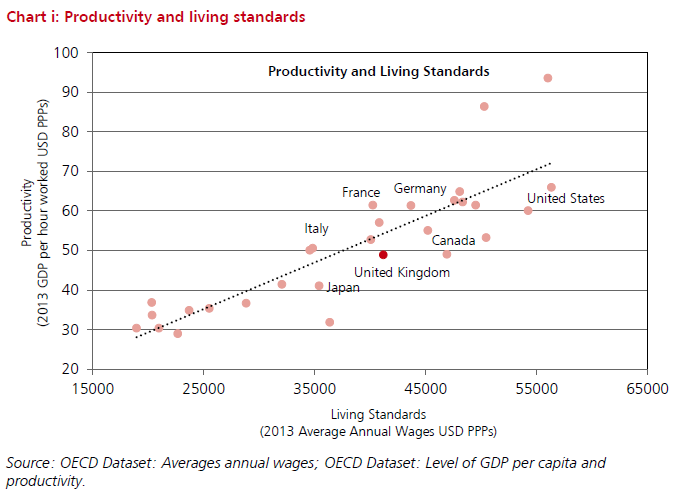 Chart i: Productivity and living standards
Productivity and Living Standards
100
90
80
70
60
50
40
30
20
Productivity
(2013 GDP per hour worked USD PPPs)
France
Germany
United States
Italy
Canada
United Kingdom
Japan
15000 25000 35000 45000 55000 65000
Living Standards
(2013 Average Annual Wages USD PPPs)
Source: OECD Dataset: Averages annual wages; OECD Dataset: Level of GDP per capita and
productivity.